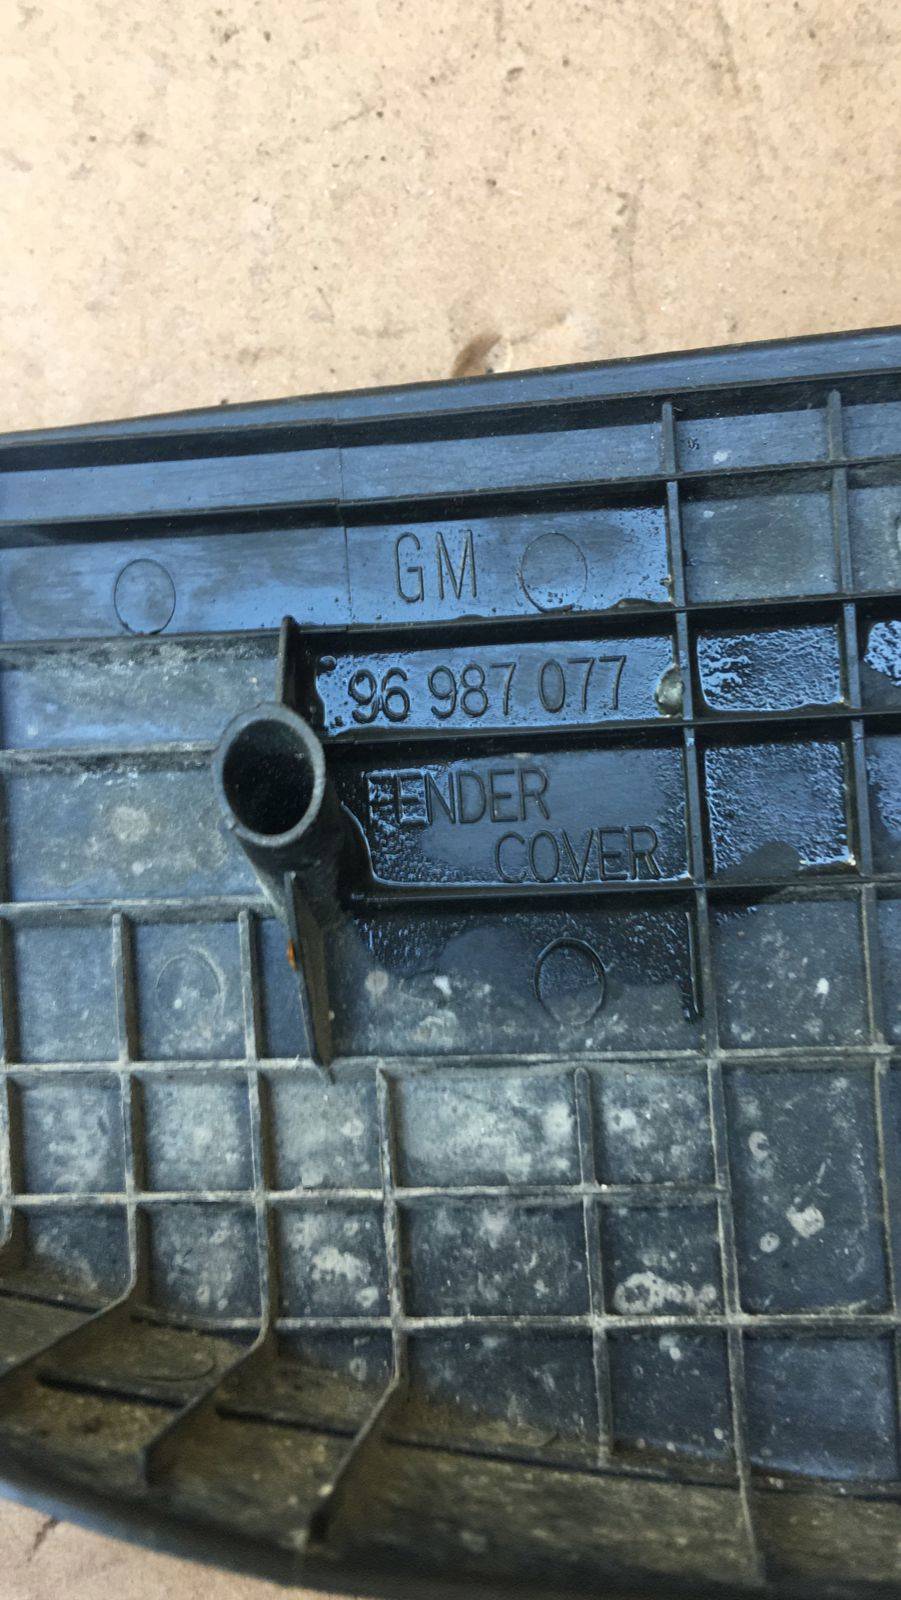 GM
96 987 077
FENDER
COVER